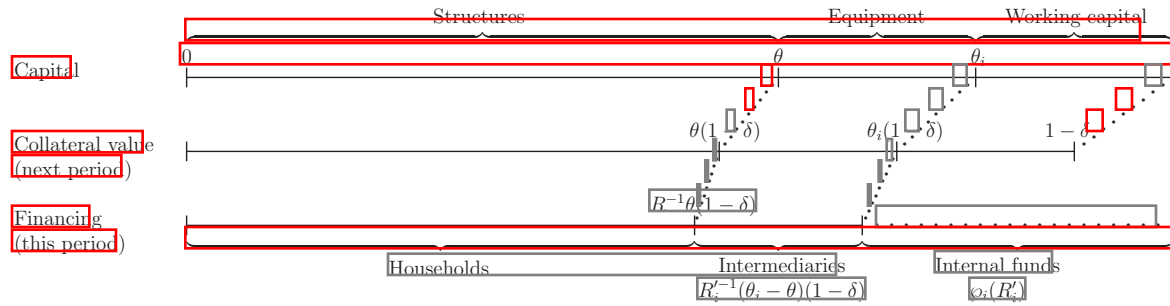 Structures Equipment Working capital
0 θ θ_i
Capital
θ(1 − δ) θ_i(1 − δ) 1 − δ
Collateral value
(next period)
R^{-1}θ(1 − δ)
Financing
(this period)
Households Intermediaries Internal funds
R_i'^{-1}(θ_i − θ)(1 − δ) ℘_i(R_i')